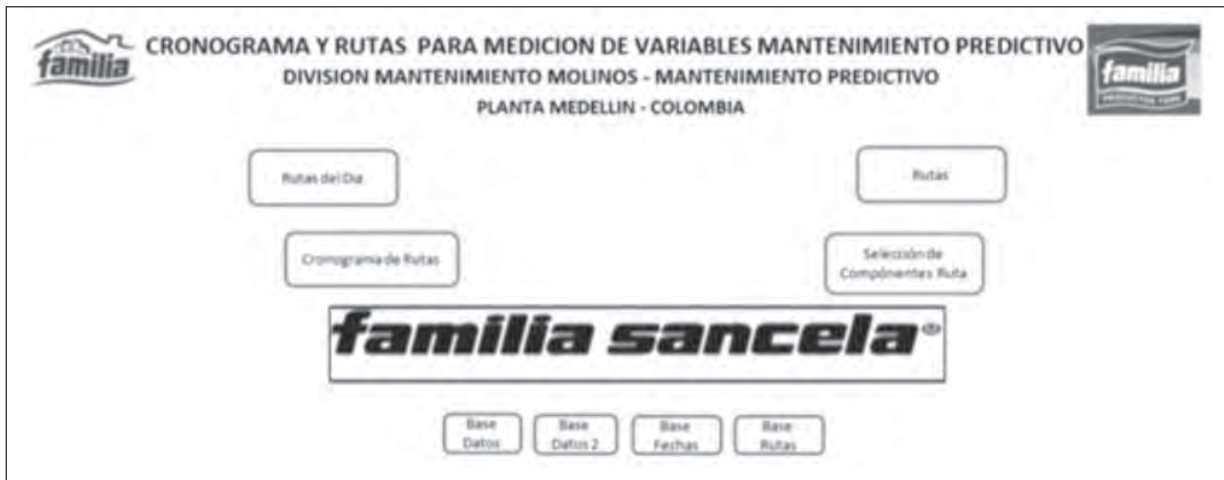 familia
CRONOGRAMA Y RUTAS PARA MEDICION DE VARIABLES MANTENIMIENTO PREDICTIVO
DIVISION MANTENIMIENTO MOLINOS - MANTENIMIENTO PREDICTIVO
PLANTA MEDELLIN - COLOMBIA
familia
Rutas del Dia
Rutas
Cronograma de Rutas
Selección de
Compónentes Ruta
familia sancela®
Base
Datos
Base
Datos 2
Base
Fechas
Base
Rutas